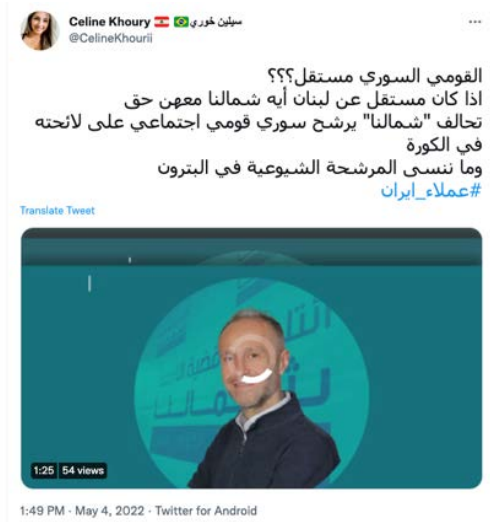 Celine Khoury 🇱🇧 🇧🇷 سيلين خوري
@CelineKhourii
القومي السوري مستقل؟؟؟
اذا كان مستقل عن لبنان أيه شمالنا معهن حق
تحالف "شمالنا" يرشح سوري قومي اجتماعي على لائحته
في الكورة
وما ننسى المرشحة الشيوعية في البترون
#عملاء_ايران
Translate Tweet
شمالنا
1:25 54 views
1:49 PM · May 4, 2022 · Twitter for Android